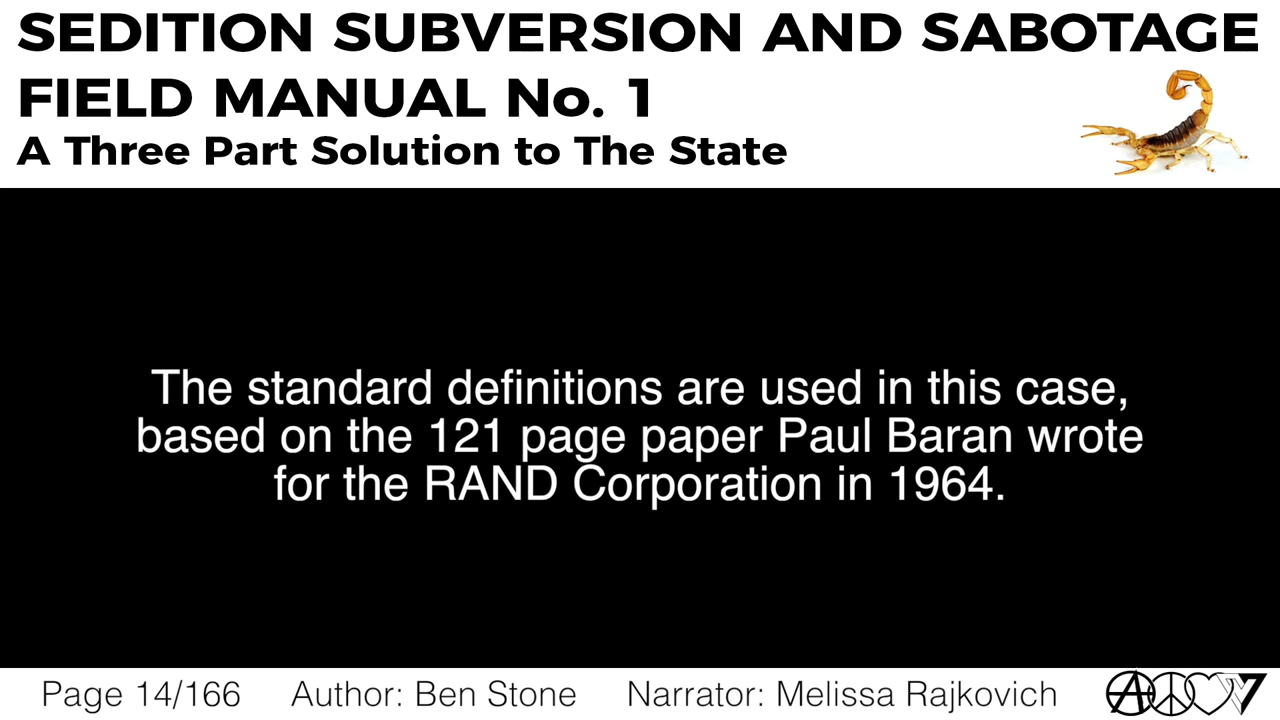 SEDITION SUBVERSION AND SABOTAGE
FIELD MANUAL No. 1
A Three Part Solution to The State
The standard definitions are used in this case,
based on the 121 page paper Paul Baran wrote
for the RAND Corporation in 1964.
Page 14/166 Author: Ben Stone Narrator: Melissa Rajkovich